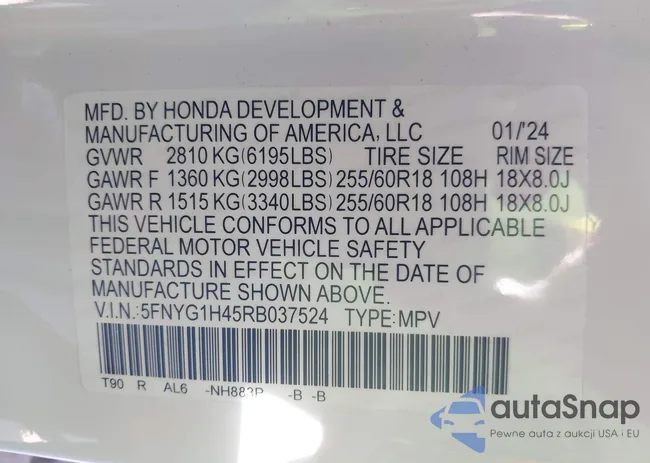 MFD. BY HONDA DEVELOPMENT &
MANUFACTURING OF AMERICA, LLC 01/'24
GVWR 2810 KG(6195LBS) TIRE SIZE RIM SIZE
GAWR F 1360 KG(2998LBS) 255/60R18 108H 18X8.0J
GAWR R 1515 KG(3340LBS) 255/60R18 108H 18X8.0J
THIS VEHICLE CONFORMS TO ALL APPLICABLE
FEDERAL MOTOR VEHICLE SAFETY
STANDARDS IN EFFECT ON THE DATE OF
MANUFACTURE SHOWN ABOVE.
V.I.N.:5FNYG1H45RB037524 TYPE:MPV
T90 R AL6 -NH883P -B -B
autaSnap
Pewne auta z aukcji USA i EU